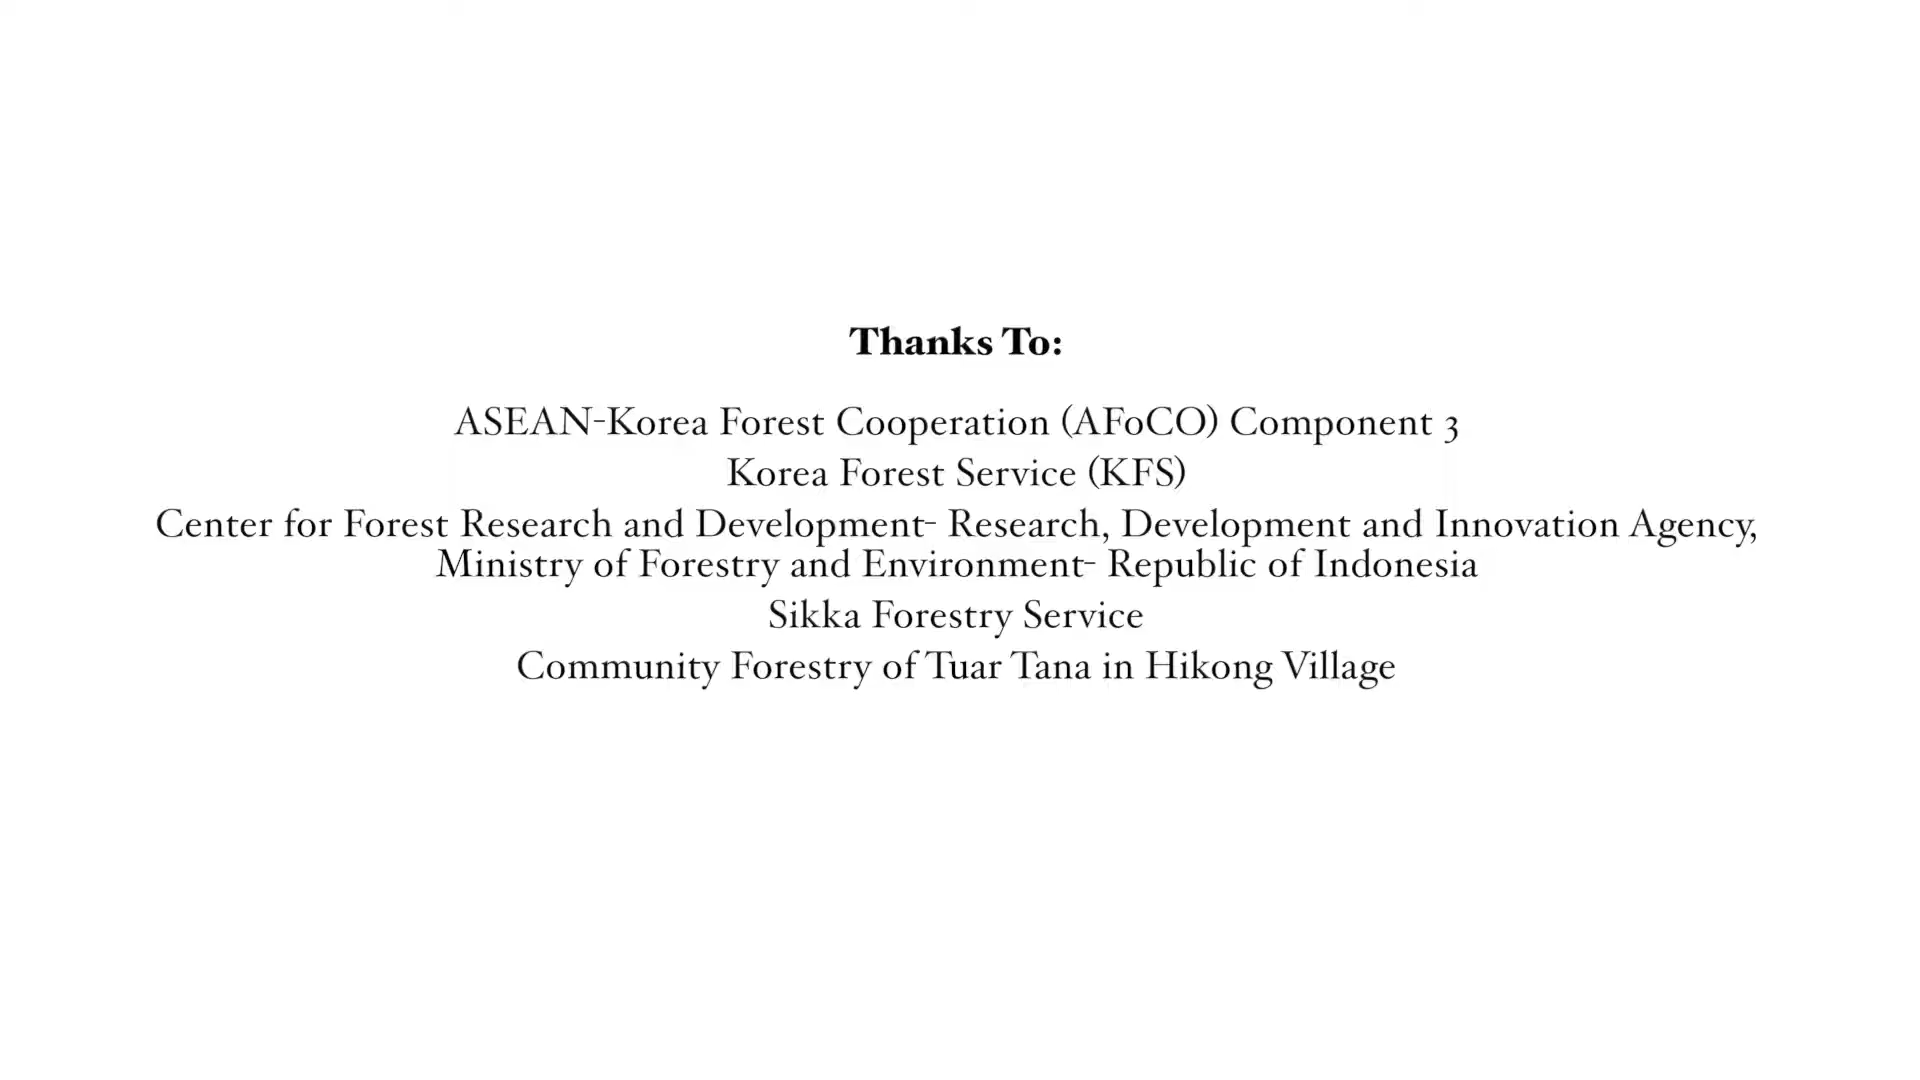 Thanks To:
ASEAN-Korea Forest Cooperation (AFoCO) Component 3
Korea Forest Service (KFS)
Center for Forest Research and Development- Research, Development and Innovation Agency,
Ministry of Forestry and Environment- Republic of Indonesia
Sikka Forestry Service
Community Forestry of Tuar Tana in Hikong Village